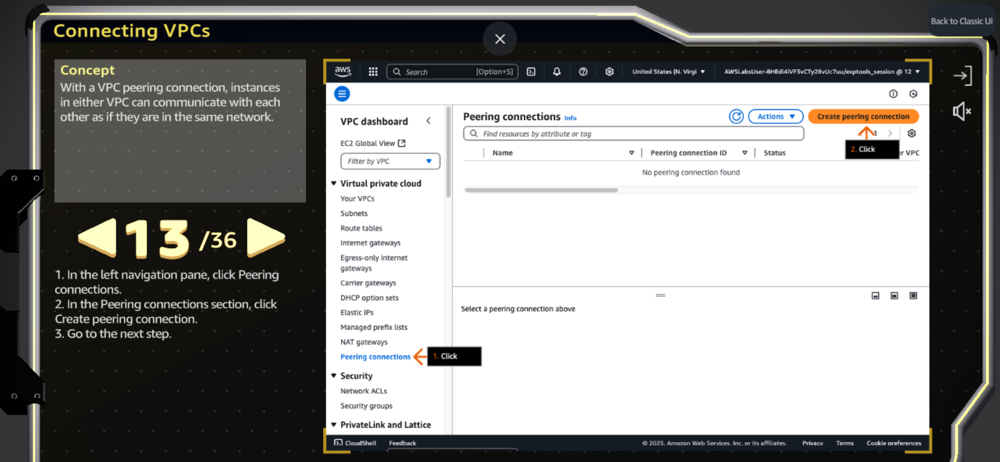 Connecting VPCs
Back to Classic UI
Concept
With a VPC peering connection, instances
in either VPC can communicate with each
other as if they are in the same network.
13 /36
1. In the left navigation pane, click Peering
connections.
2. In the Peering connections section, click
Create peering connection.
3. Go to the next step.
aws
Search
[Option+S]
United States (N. Virgi
AWSLabsUser-8HEdi4iVF3vCTy28vUc7uu/exptools_session @ 12
VPC dashboard
EC2 Global View
Filter by VPC
Virtual private cloud
Your VPCs
Subnets
Route tables
Internet gateways
Egress-only internet
gateways
Carrier gateways
DHCP option sets
Elastic IPs
Managed prefix lists
NAT gateways
Peering connections
1. Click
Security
Network ACLs
Security groups
PrivateLink and Lattice
Peering connections Info
Actions
Create peering connection
Find resources by attribute or tag
1
2. Click
Name
Peering connection ID
Status
er VPC
No peering connection found
Select a peering connection above
CloudShell
Feedback
© 2025, Amazon Web Services, Inc. or its affiliates.
Privacy
Terms
Cookie preferences